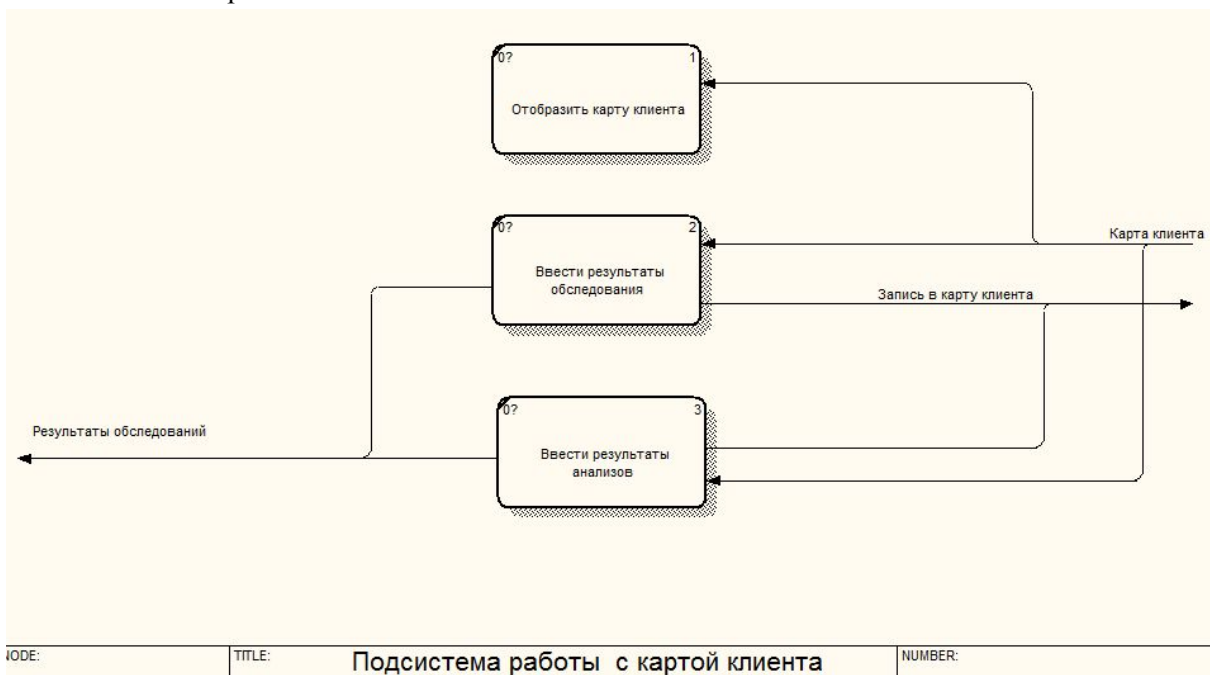 0? 1
Отобразить карту клиента
0? 2
Ввести результаты
обследования
Карта клиента
Запись в карту клиента
0? 3
Ввести результаты
анализов
Результаты обследований
NODE:
TITLE:
Подсистема работы с картой клиента
NUMBER: